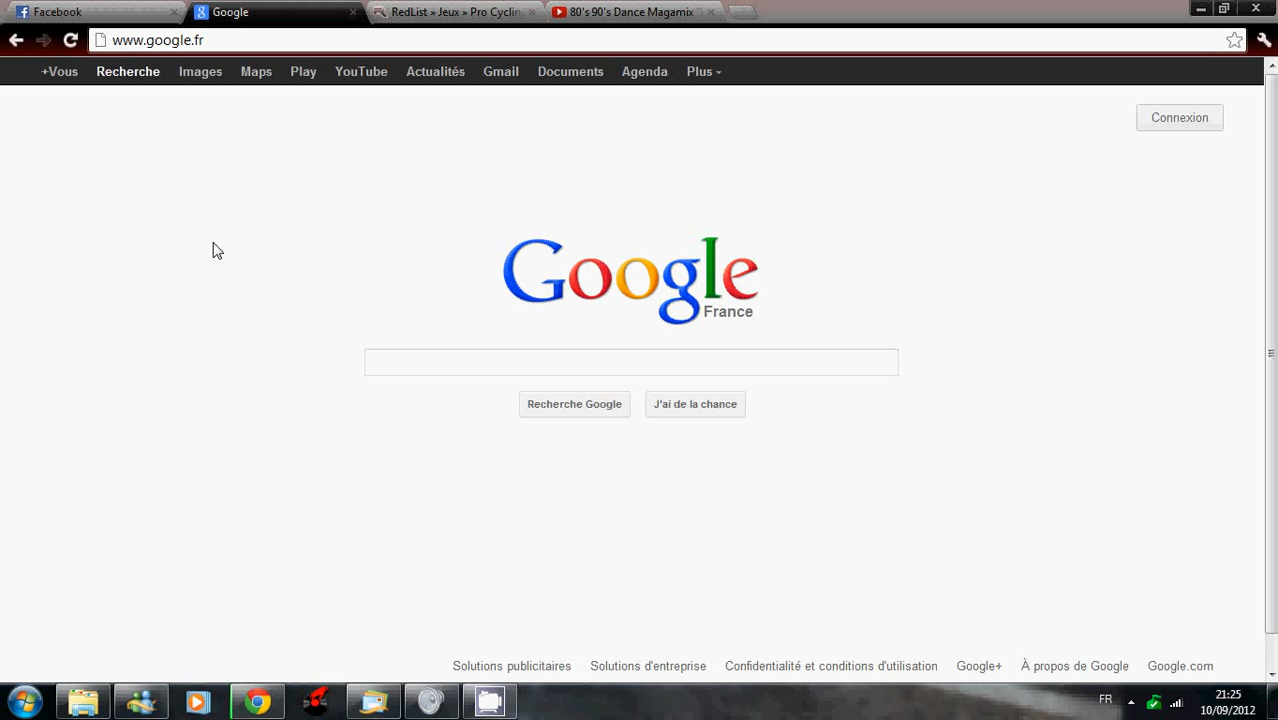 Facebook
Google
RedList » Jeux » Pro Cyclin
80's 90's Dance Magamix
www.google.fr
+Vous Recherche Images Maps Play YouTube Actualités Gmail Documents Agenda Plus
Connexion
Google
France
Recherche Google
J'ai de la chance
Solutions publicitaires Solutions d'entreprise Confidentialité et conditions d'utilisation Google+ À propos de Google Google.com
FR
21:25
10/09/2012